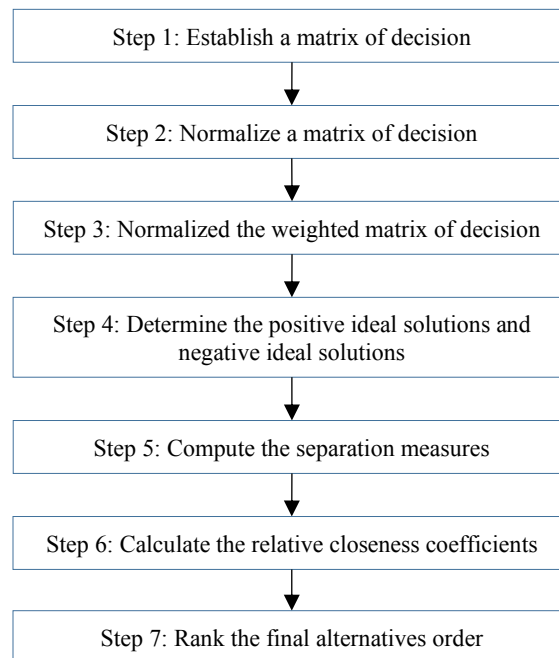 Step 1: Establish a matrix of decision
Step 2: Normalize a matrix of decision
Step 3: Normalized the weighted matrix of decision
Step 4: Determine the positive ideal solutions and
negative ideal solutions
Step 5: Compute the separation measures
Step 6: Calculate the relative closeness coefficients
Step 7: Rank the final alternatives order